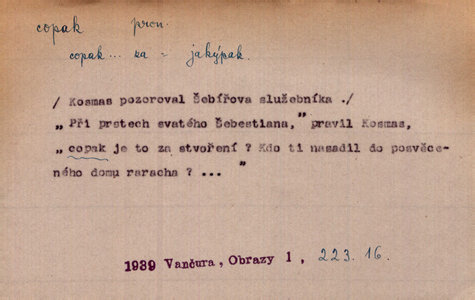 copak pron.
copak... za = jakýpak.
/ Kosmas pozoroval Šebířova služebníka ./
„ Při prstech svatého Šebestiana, " pravil Kosmas,
„ copak je to za stvoření ? Kdo ti nasadil do posvěce-
ného domu raracha ? ... "
1939 Vančura, Obrazy 1, 223. 16.